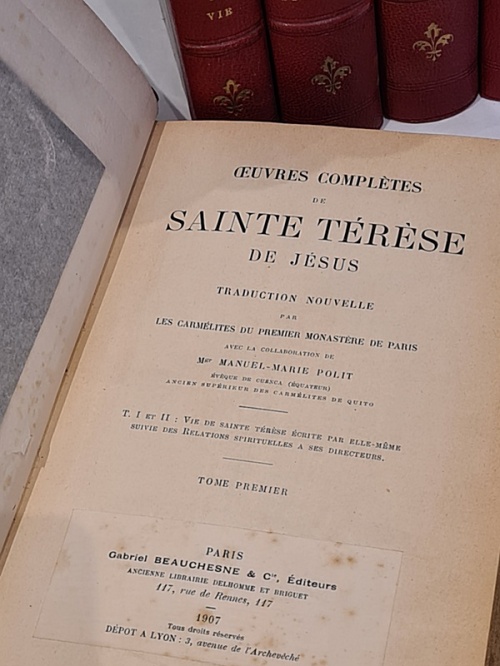 VIE
ŒUVRES COMPLÈTES
DE
SAINTE TÉRÈSE
DE JÉSUS
TRADUCTION NOUVELLE
PAR
LES CARMÉLITES DU PREMIER MONASTÈRE DE PARIS
AVEC LA COLLABORATION DE
Mgr MANUEL-MARIE POLIT
ÉVÊQUE DE CUENCA (ÉQUATEUR)
ANCIEN SUPÉRIEUR DES CARMÉLITES DE QUITO
T. I ET II : VIE DE SAINTE TÉRÈSE ÉCRITE PAR ELLE-MÊME
SUIVIE DES RELATIONS SPIRITUELLES A SES DIRECTEURS.
TOME PREMIER
PARIS
Gabriel BEAUCHESNE & Cie, Éditeurs
ANCIENNE LIBRAIRIE DELHOMME ET BRIGUET
117, rue de Rennes, 117
1907
Tous droits réservés
DÉPOT A LYON : 3, avenue de l'Archevêché